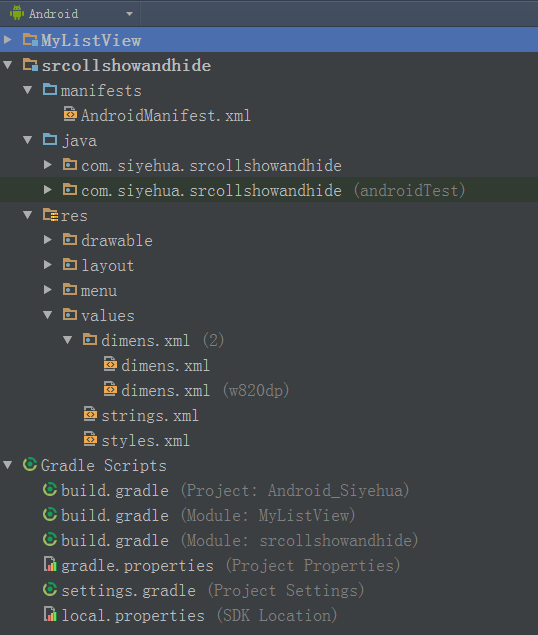 Android
MyListView
srcollshowandhide
manifests
AndroidManifest.xml
java
com.siyehua.srcollshowandhide
com.siyehua.srcollshowandhide (androidTest)
res
drawable
layout
menu
values
dimens.xml (2)
dimens.xml
dimens.xml (w820dp)
strings.xml
styles.xml
Gradle Scripts
build.gradle (Project: Android_Siyehua)
build.gradle (Module: MyListView)
build.gradle (Module: srcollshowandhide)
gradle.properties (Project Properties)
settings.gradle (Project Settings)
local.properties (SDK Location)